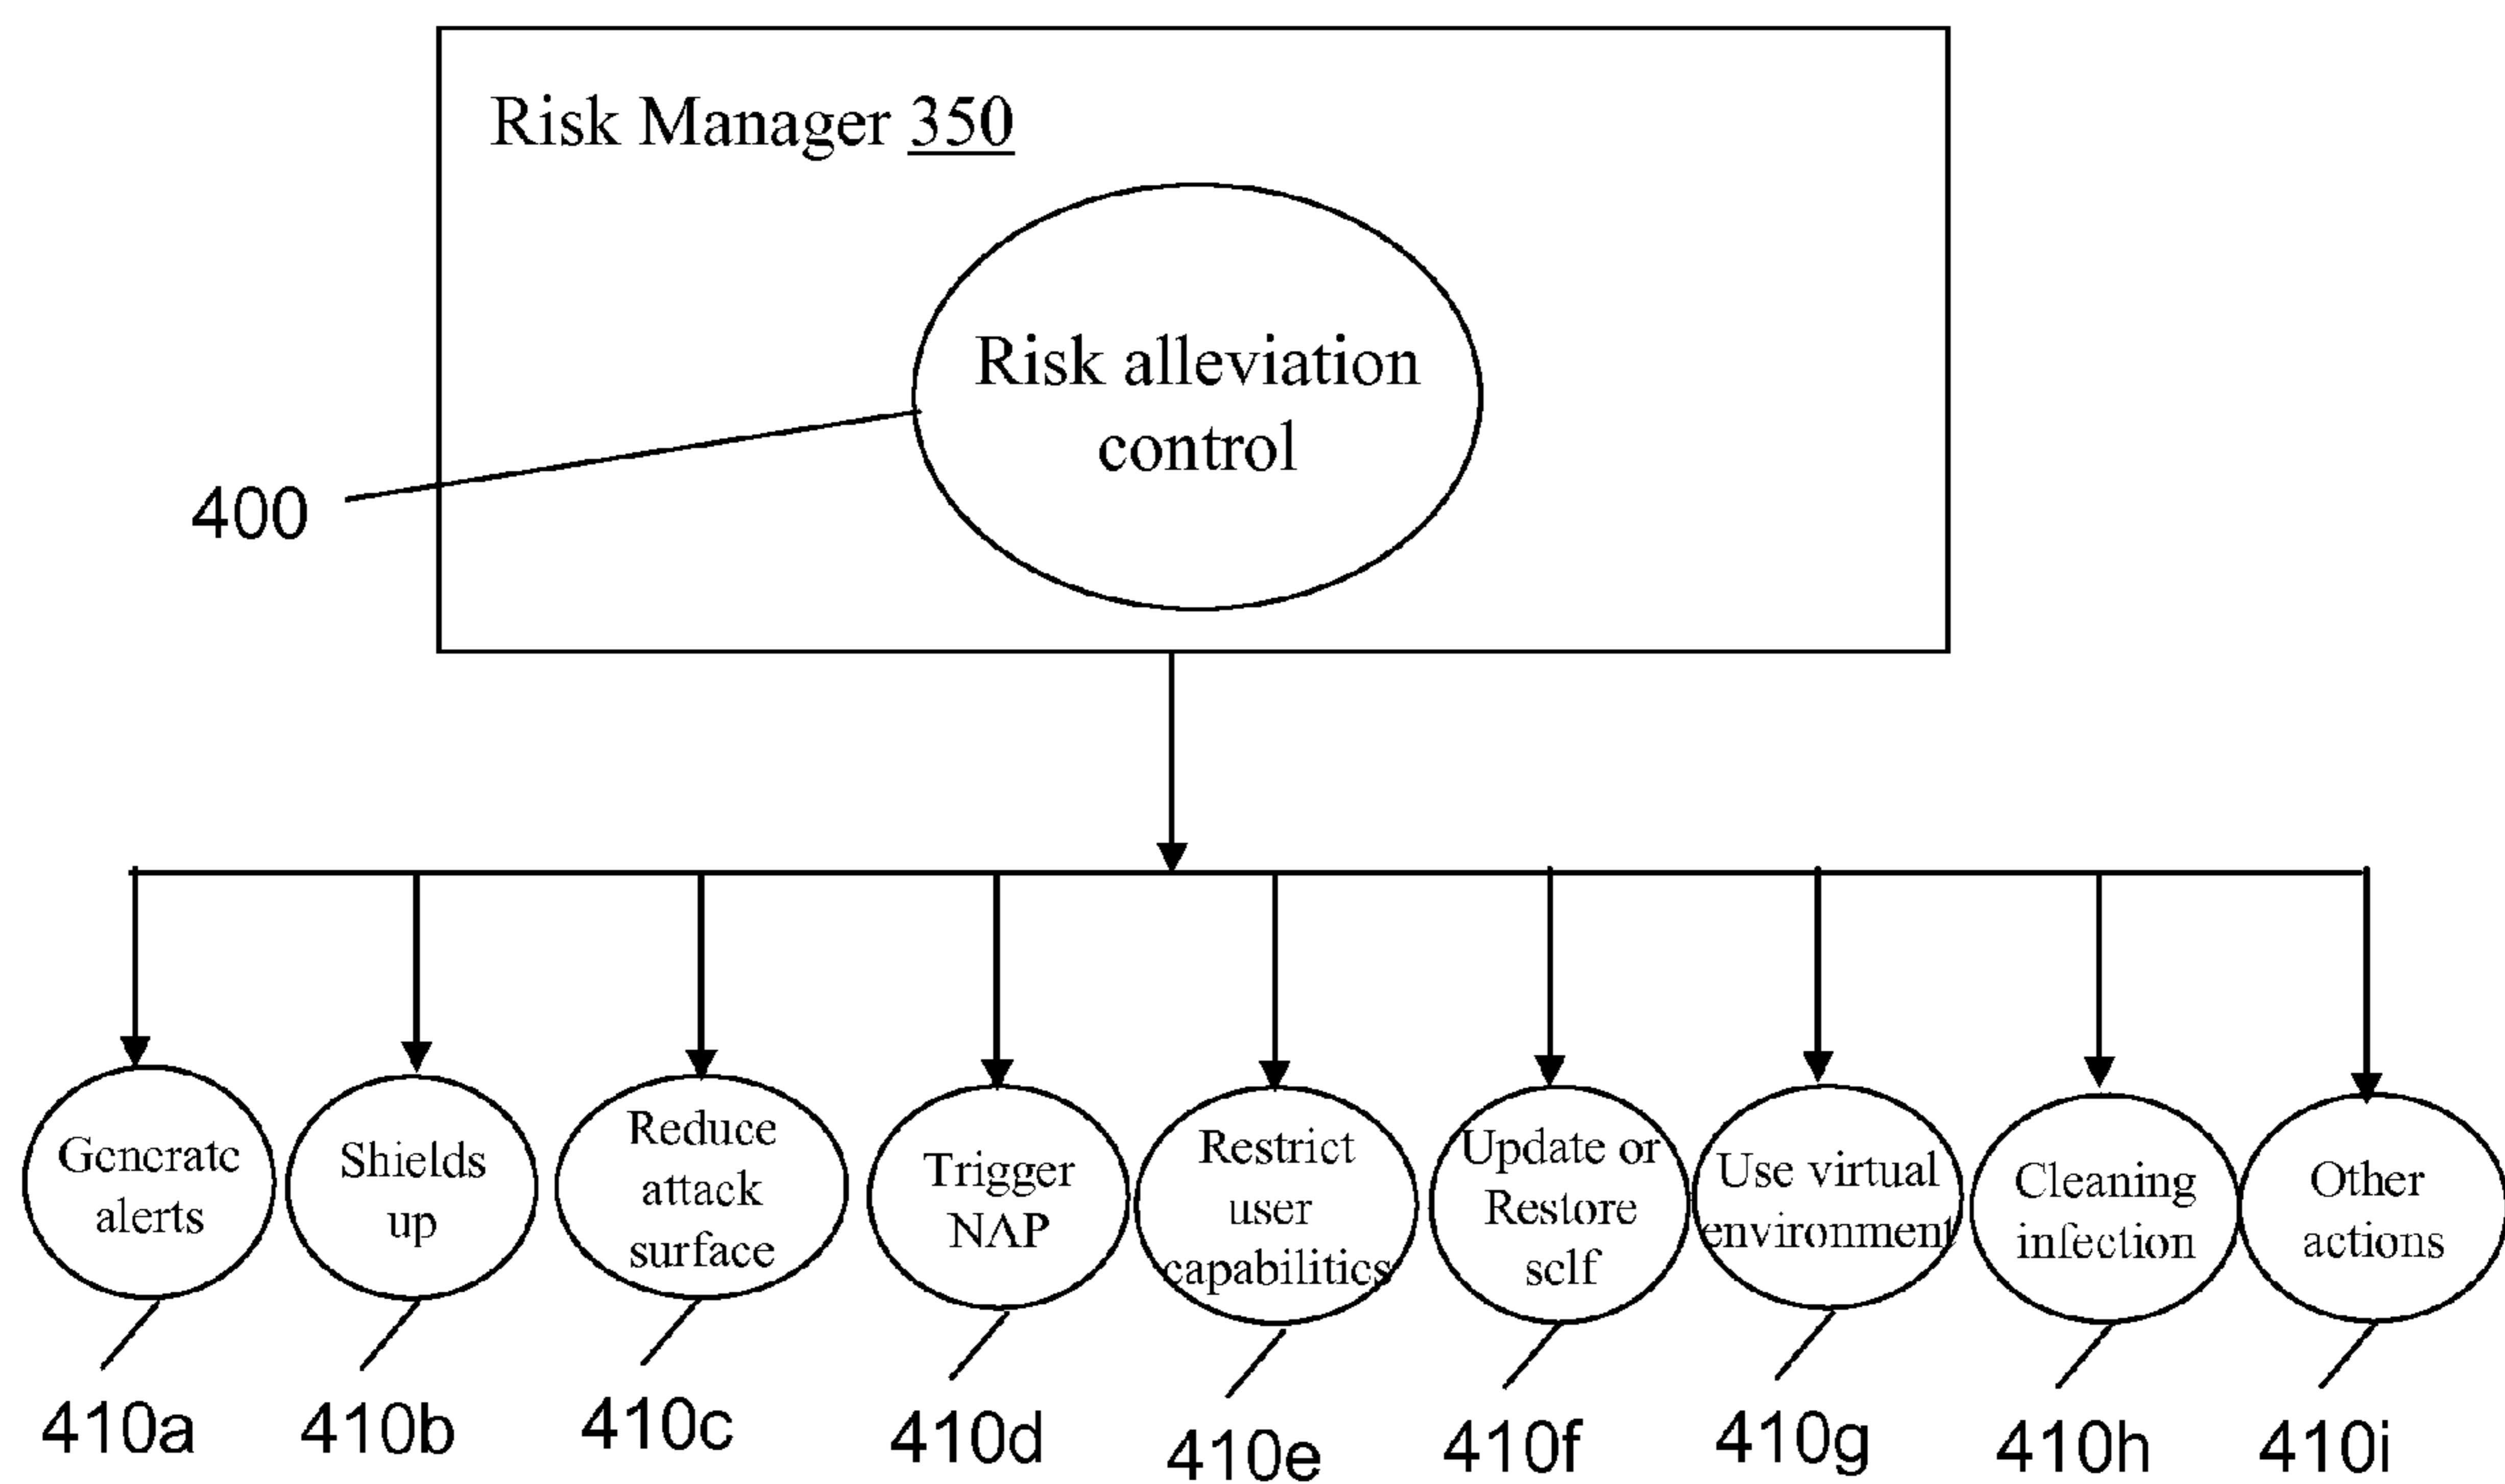 Risk Manager 350
Risk alleviation
control
400
Generate
alerts
Shields
up
Reduce
attack
surface
Trigger
NAP
Restrict
user
capabilities
Update or
Restore
self
Use virtual
environment
Cleaning
infection
Other
actions
410a
410b
410c
410d
410e
410f
410g
410h
410i